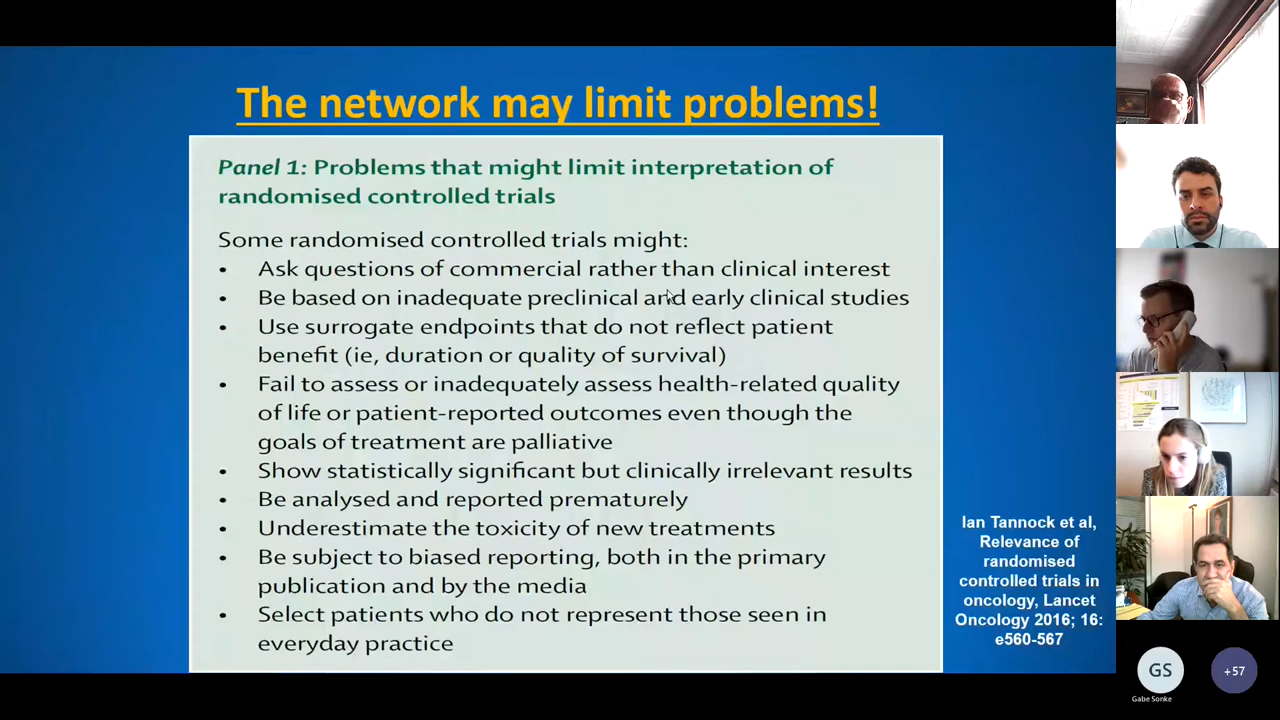 The network may limit problems!
Panel 1: Problems that might limit interpretation of
randomised controlled trials
Some randomised controlled trials might:
• Ask questions of commercial rather than clinical interest
• Be based on inadequate preclinical and early clinical studies
• Use surrogate endpoints that do not reflect patient
benefit (ie, duration or quality of survival)
• Fail to assess or inadequately assess health-related quality
of life or patient-reported outcomes even though the
goals of treatment are palliative
• Show statistically significant but clinically irrelevant results
• Be analysed and reported prematurely
• Underestimate the toxicity of new treatments
• Be subject to biased reporting, both in the primary
publication and by the media
• Select patients who do not represent those seen in
everyday practice
Ian Tannock et al,
Relevance of
randomised
controlled trials in
oncology, Lancet
Oncology 2016; 16:
e560-567
GS
Gabe Sonke
+57